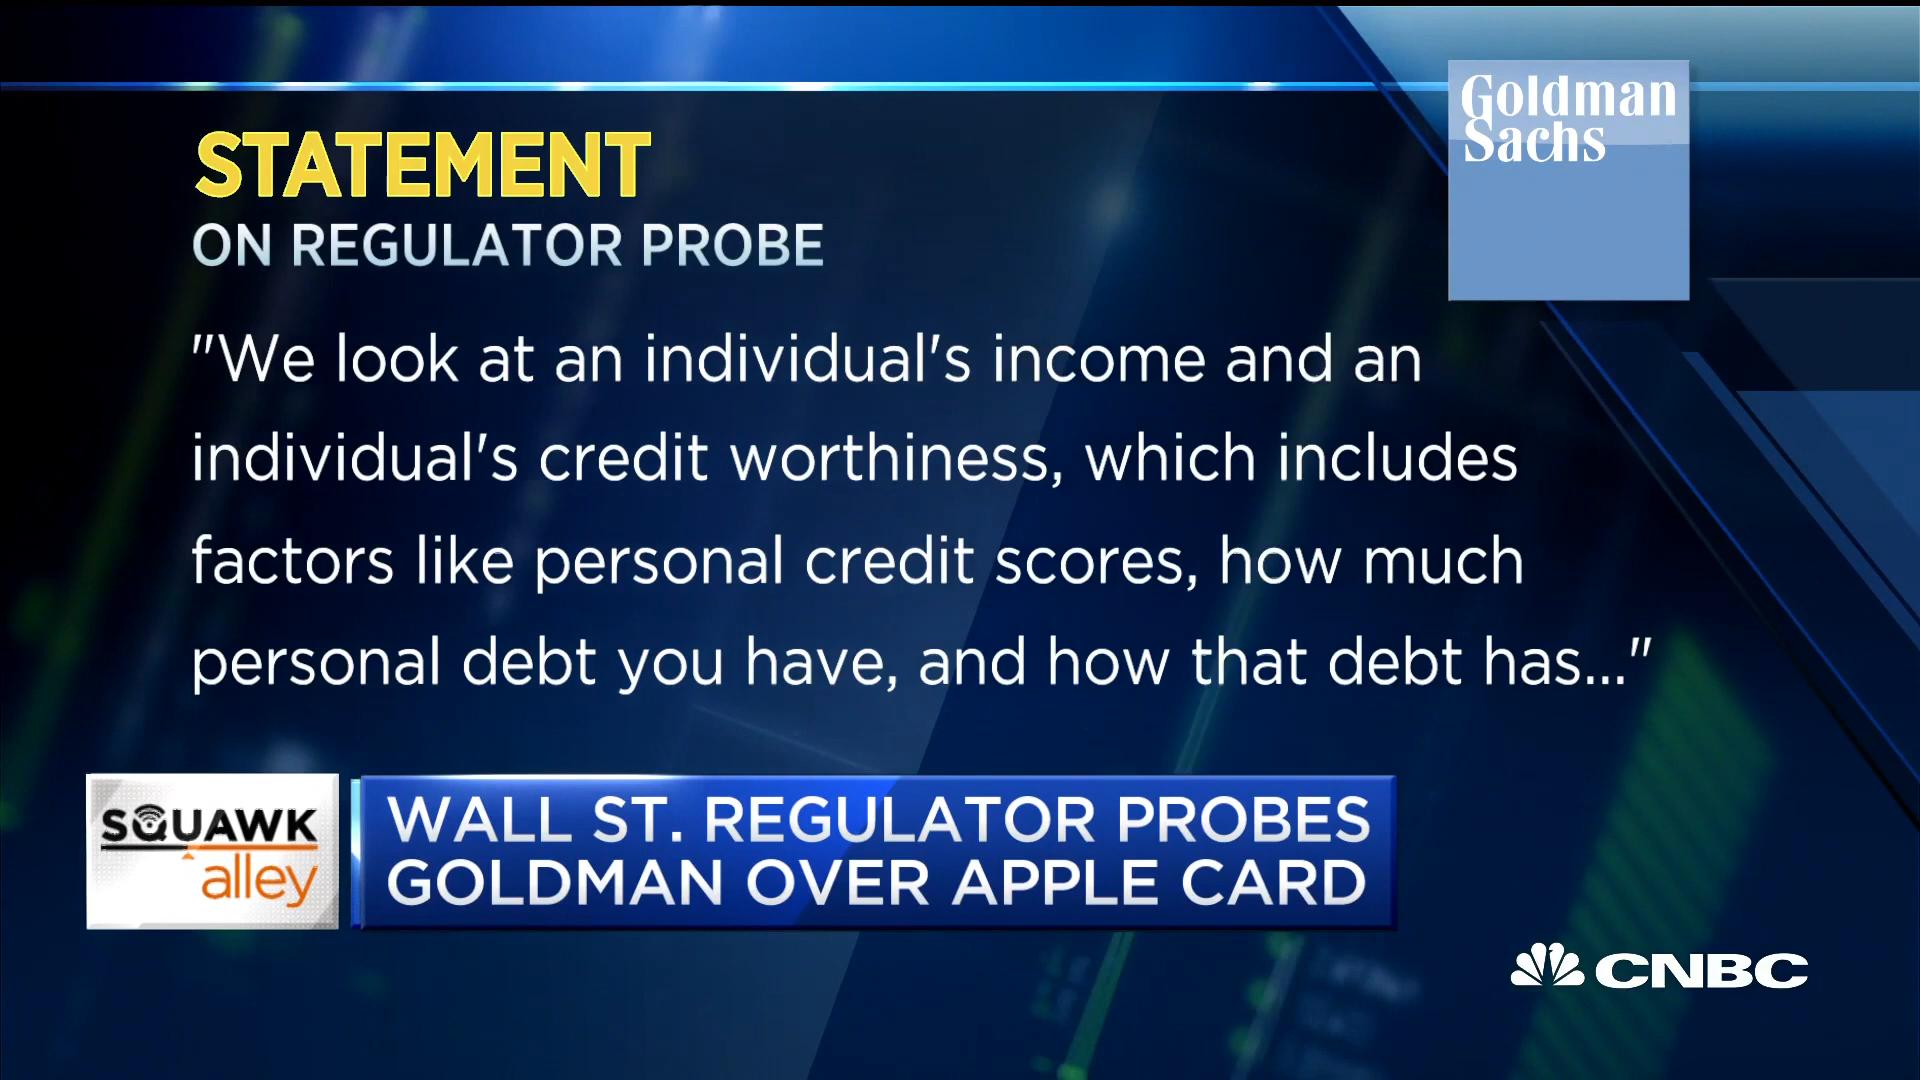 Goldman
Sachs
STATEMENT
ON REGULATOR PROBE
"We look at an individual's income and an
individual's credit worthiness, which includes
factors like personal credit scores, how much
personal debt you have, and how that debt has..."
SQUAWK
alley
WALL ST. REGULATOR PROBES
GOLDMAN OVER APPLE CARD
CNBC